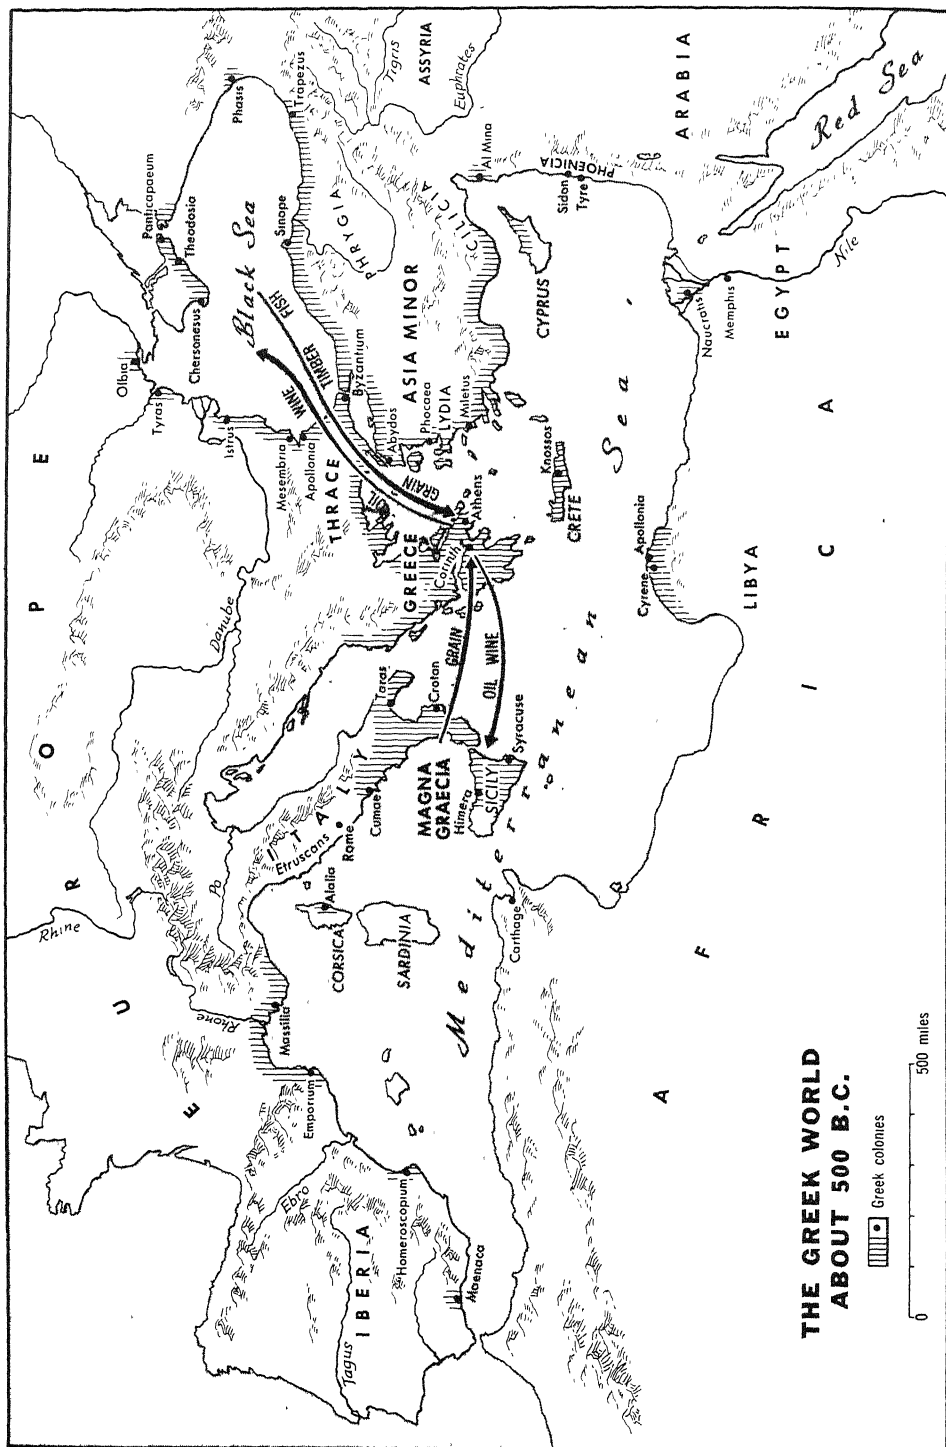 THE GREEK WORLD
ABOUT 500 B.C.
Greek colonies
0
500 miles
EUROPE
AFRICA
Mediterranean Sea
Black Sea
Red Sea
Rhine
Rhone
Po
Danube
Ebro
Tagus
Tigris
Euphrates
Nile
IBERIA
Maenaca
Homeroscopium
Emporium
Massilia
CORSICA
Alalia
SARDINIA
Carthage
ITALY
Etruscans
Rome
Cumae
Taras
Crotan
MAGNA
GRAECIA
Himera
SICILY
Syracuse
GRAIN
OIL WINE
GREECE
Corinth
Athens
THRACE
OIL
WINE
GRAIN
TIMBER
FISH
CRETE
Knossos
Cyrene
Apollonia
LIBYA
Mesembria
Apollonia
Istrus
Tyras
Olbia
Chersonesus
Theodosia
Panticapaeum
Phasis
Trapezus
Sinope
Byzantium
Abydos
Phocaea
LYDIA
Miletus
ASIA MINOR
PHRYGIA
CILICIA
CYPRUS
Al Mina
PHOENICIA
Sidon
Tyre
ASSYRIA
ARABIA
EGYPT
Naucratis
Memphis